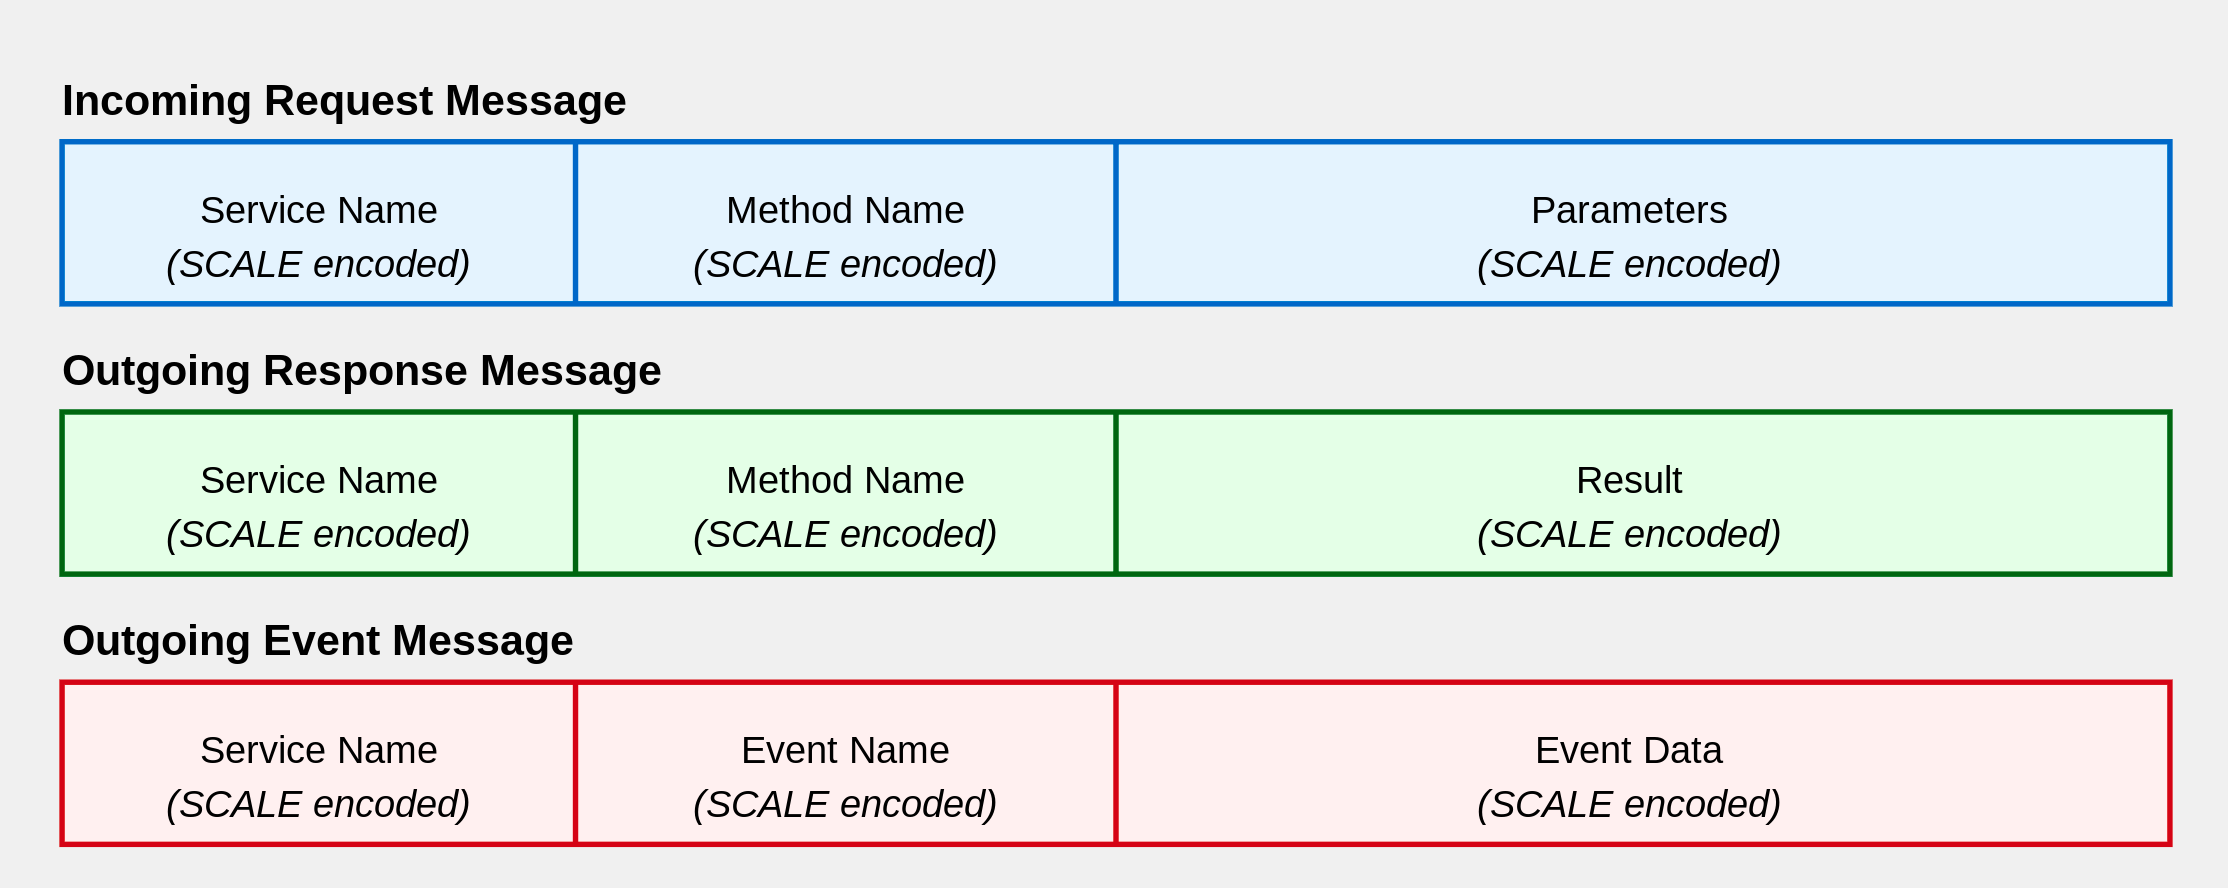 Incoming Request Message
Service Name
(SCALE encoded)
Method Name
(SCALE encoded)
Parameters
(SCALE encoded)
Outgoing Response Message
Service Name
(SCALE encoded)
Method Name
(SCALE encoded)
Result
(SCALE encoded)
Outgoing Event Message
Service Name
(SCALE encoded)
Event Name
(SCALE encoded)
Event Data
(SCALE encoded)